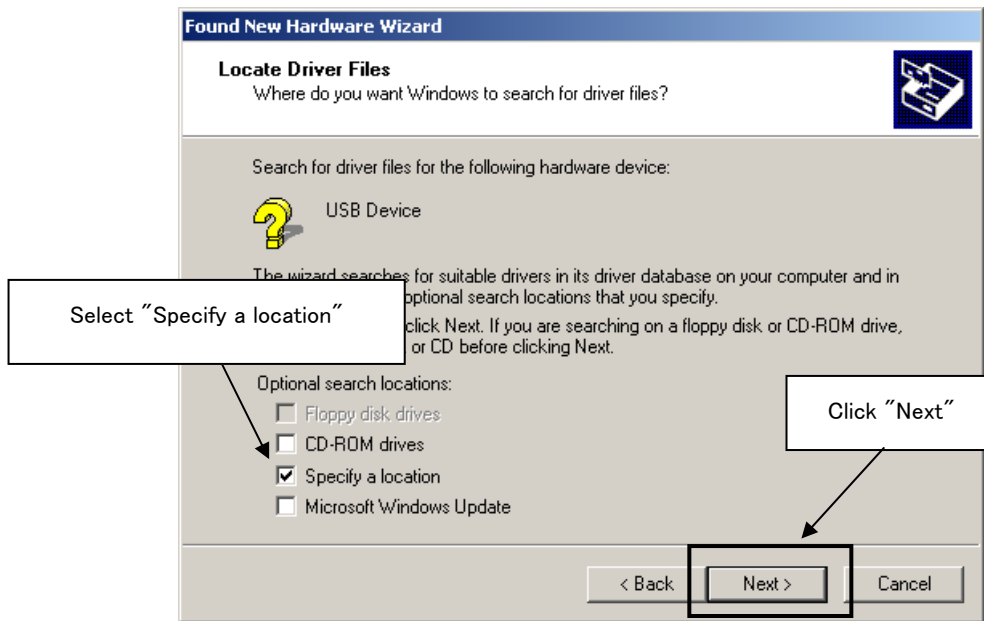 Found New Hardware Wizard
Locate Driver Files
Where do you want Windows to search for driver files?
Search for driver files for the following hardware device:
USB Device
The wizard searches for suitable drivers in its driver database on your computer and in
optional search locations that you specify.
Select "Specify a location"
click Next. If you are searching on a floppy disk or CD-ROM drive,
or CD before clicking Next.
Optional search locations:
Click "Next"
Floppy disk drives
CD-ROM drives
Specify a location
Microsoft Windows Update
< Back Next > Cancel